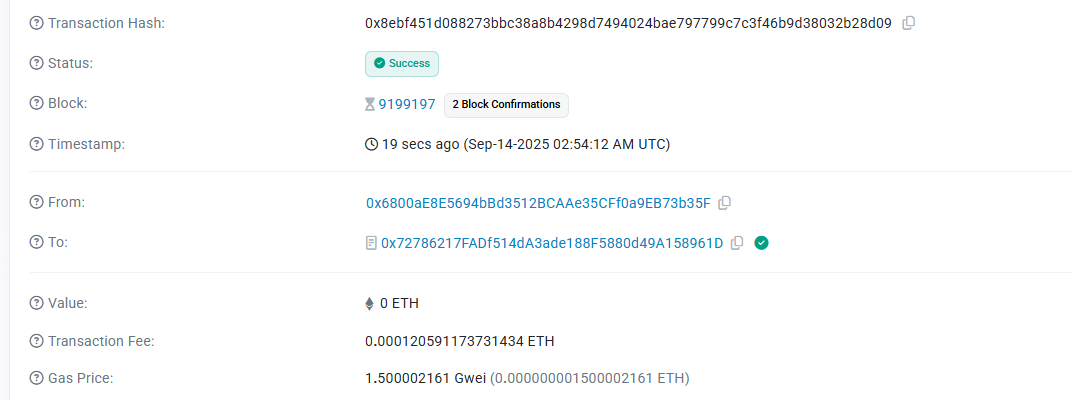 Transaction Hash: 0x8ebf451d088273bbc38a8b4298d7494024bae797799c7c3f46b9d38032b28d09
Status: Success
Block: 9199197 2 Block Confirmations
Timestamp: 19 secs ago (Sep-14-2025 02:54:12 AM UTC)
From: 0x6800aE8E5694bBd3512BCAAe35CFf0a9EB73b35F
To: 0x72786217FADf514dA3ade188F5880d49A158961D
Value: 0 ETH
Transaction Fee: 0.000120591173731434 ETH
Gas Price: 1.500002161 Gwei (0.000000001500002161 ETH)